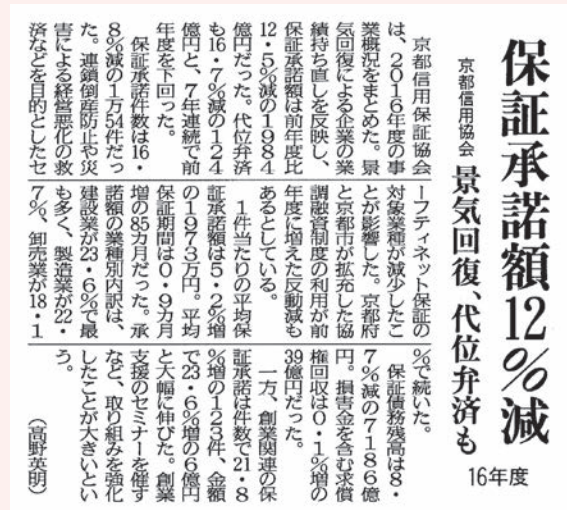 保証承諾額12%減
京都信用協会 景気回復、代位弁済も
16年度
京都信用保証協会
は、2016年度の事
業概況をまとめた。景
気回復による企業の業
績持ち直しを反映し、
保証承諾額は前年度比
12・5%減の1984
億円だった。代位弁済
も16・7%減の124
億円と、7年連続で前
年度を下回った。
保証承諾件数は16・
8%減の1万54件だっ
た。連鎖倒産防止や災
害による経営悪化の救
済などを目的としたセ
ーフティネット保証の
対象業種が減少したこ
とが影響した。京都府
と京都市が拡充した協
調融資制度の利用が前
年度に増えた反動減も
あるとしている。
1件当たりの平均保
証承諾額は5・2%増
の1973万円。平均
保証期間は0・9カ月
増の85カ月だった。承
諾額の業種別内訳は、
建設業が23・6%で最
も多く、製造業が22・
7%、卸売業が18・1
%で続いた。
保証債務残高は8・
7%減の7186億
円。損害金を含む求償
権回収は0・1%増の
39億円だった。
一方、創業関連の保
証承諾は件数で21・8
%増の123件、金額
で23・6%増の6億円
と大幅に伸びた。創業
支援のセミナーを催す
など、取り組みを強化
したことが大きいとい
う。
(高野英明)